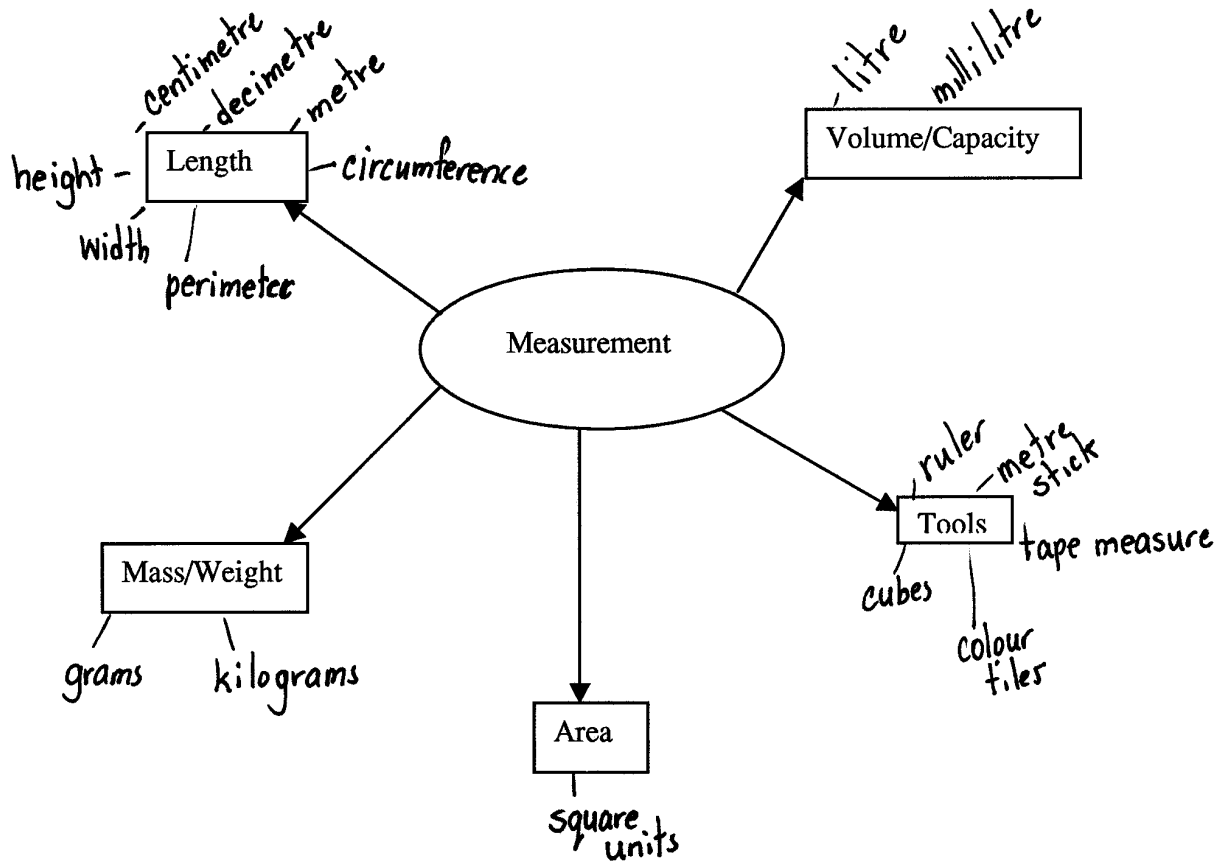 centimetre
decimetre
metre
height
Length
circumference
width
perimeter
litre
millilitre
Volume/Capacity
Measurement
ruler
metre
stick
Tools
tape measure
cubes
colour
tiles
Mass/Weight
grams
kilograms
Area
square
units